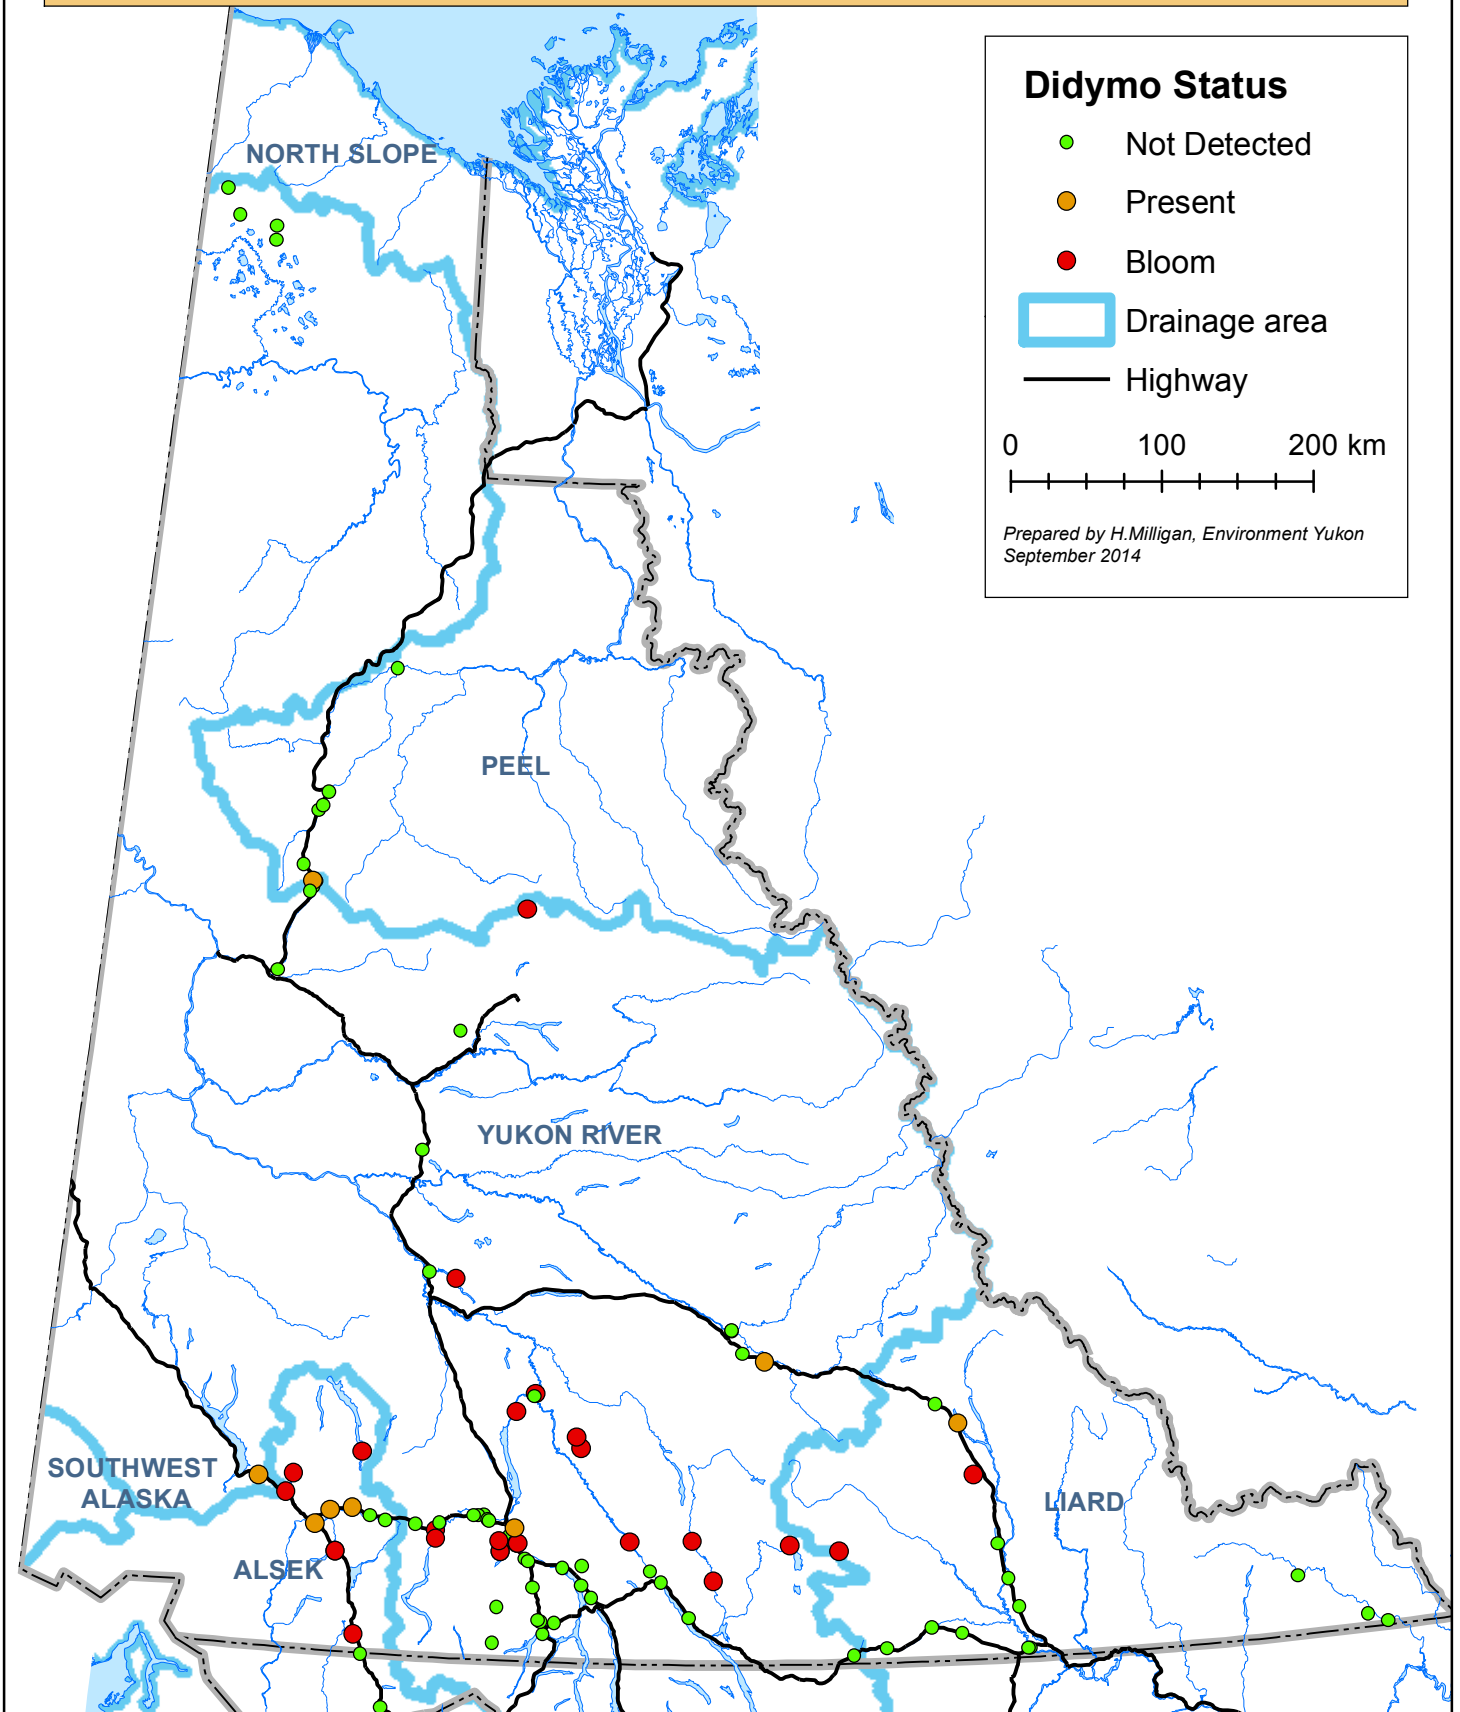 Didymo Status
Not Detected
Present
Bloom
Drainage area
Highway
0 100 200 km
Prepared by H.Milligan, Environment Yukon
September 2014
NORTH SLOPE
PEEL
YUKON RIVER
SOUTHWEST
ALASKA
ALSEK
LIARD